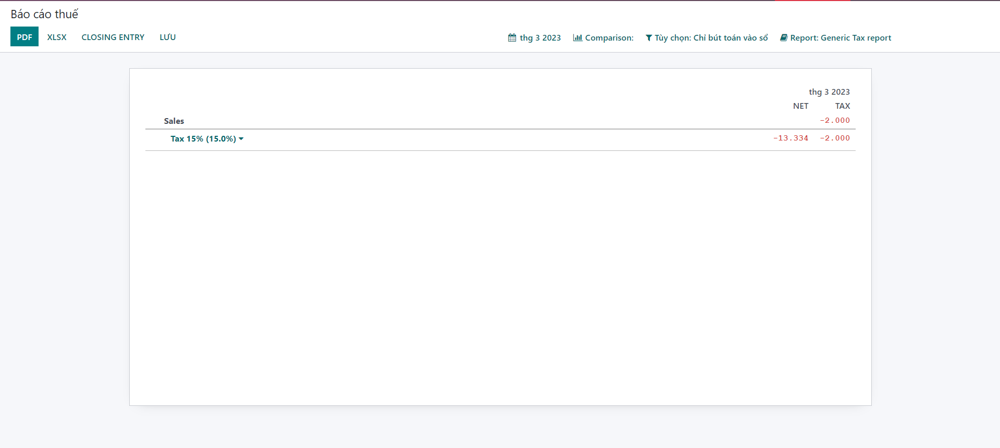 Báo cáo thuế
PDF XLSX CLOSING ENTRY LƯU
thg 3 2023 Comparison: Tùy chọn: Chỉ bút toán vào sổ Report: Generic Tax report
thg 3 2023
NET TAX
Sales -2.000
Tax 15% (15.0%) -13.334 -2.000